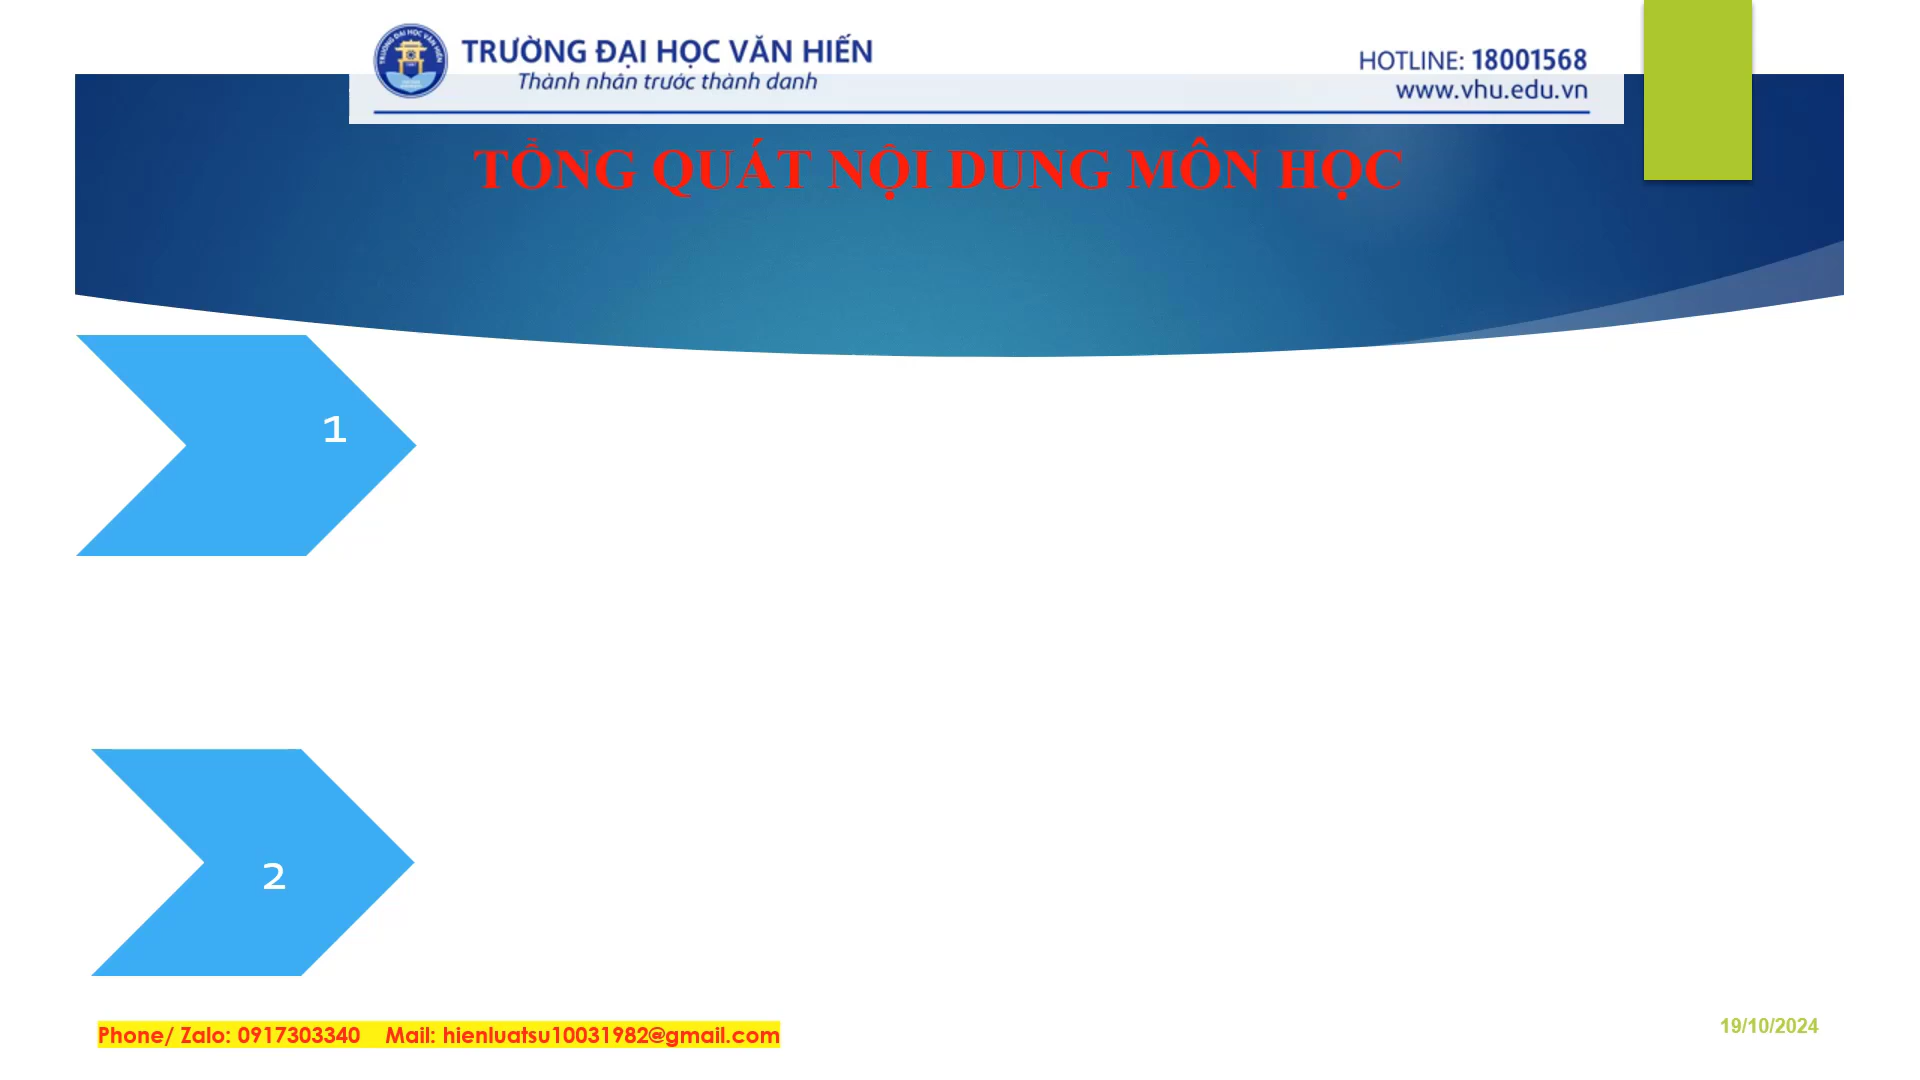 TRƯỜNG ĐẠI HỌC VĂN HIẾN
Thành nhân trước thành danh
HOTLINE: 18001568
www.vhu.edu.vn
TỔNG QUÁT NỘI DUNG MÔN HỌC
1
2
Phone/ Zalo: 0917303340 Mail: hienluatsu10031982@gmail.com
19/10/2024